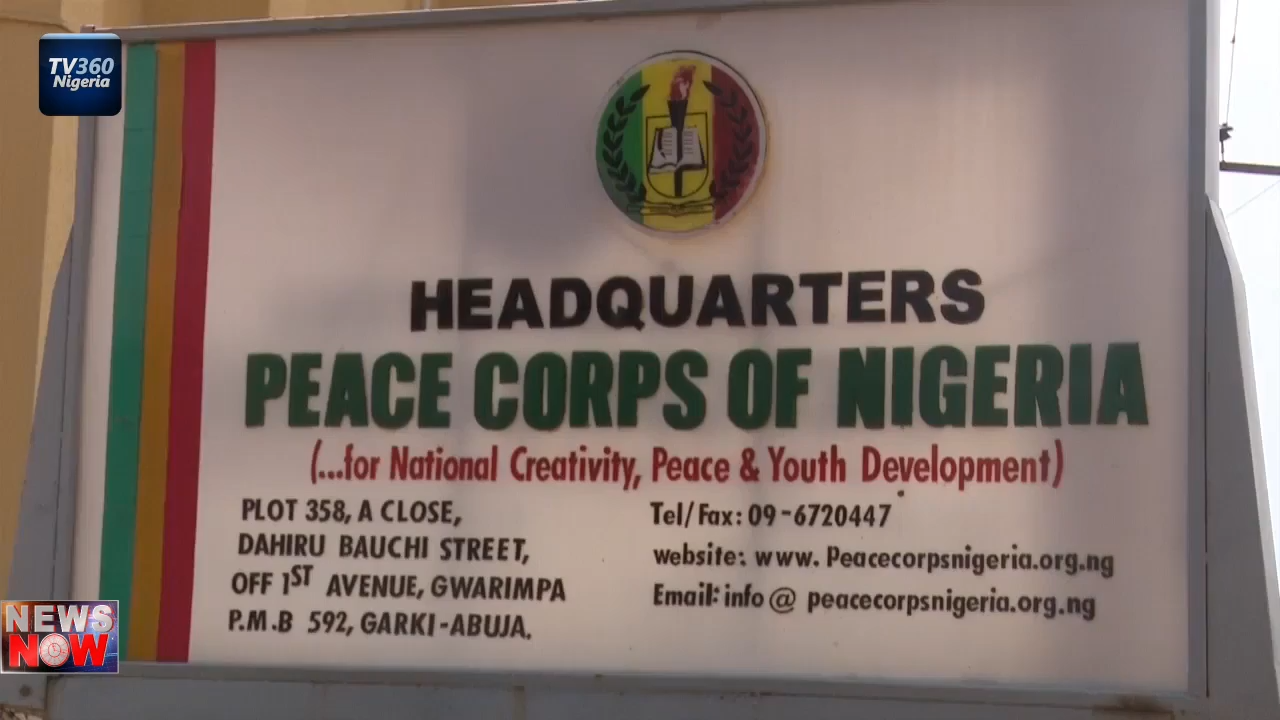 TV360
Nigeria
HEADQUARTERS
PEACE CORPS OF NIGERIA
(...for National Creativity, Peace & Youth Development)
PLOT 358, A CLOSE,
DAHIRU BAUCHI STREET,
OFF 1ST AVENUE, GWARIMPA
P.M.B 592, GARKI-ABUJA.
Tel/Fax: 09-6720447
website: www. Peacecorpsnigeria.org.ng
Email: info @ peacecorpsnigeria.org.ng
NEWS
NOW